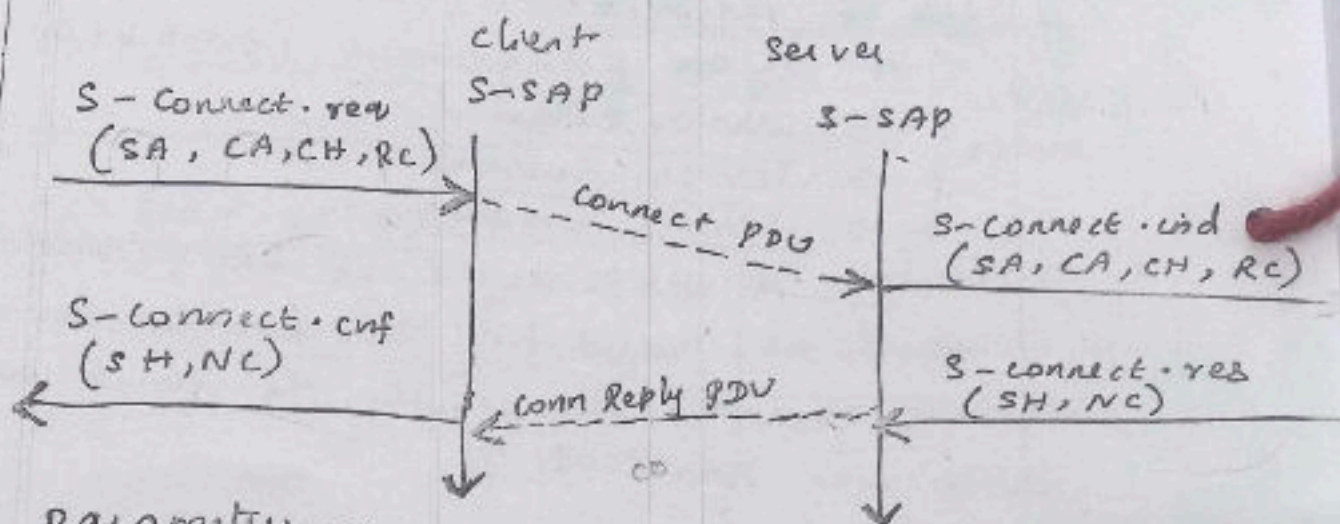 client
S-SAP
Server
S-SAP
S-Connect.req
(SA, CA, CH, RC)
Connect PDU
S-Connect.ind
(SA, CA, CH, RC)
S-Connect.cnf
(SH, NC)
Conn Reply PDU
S-connect.res
(SH, NC)